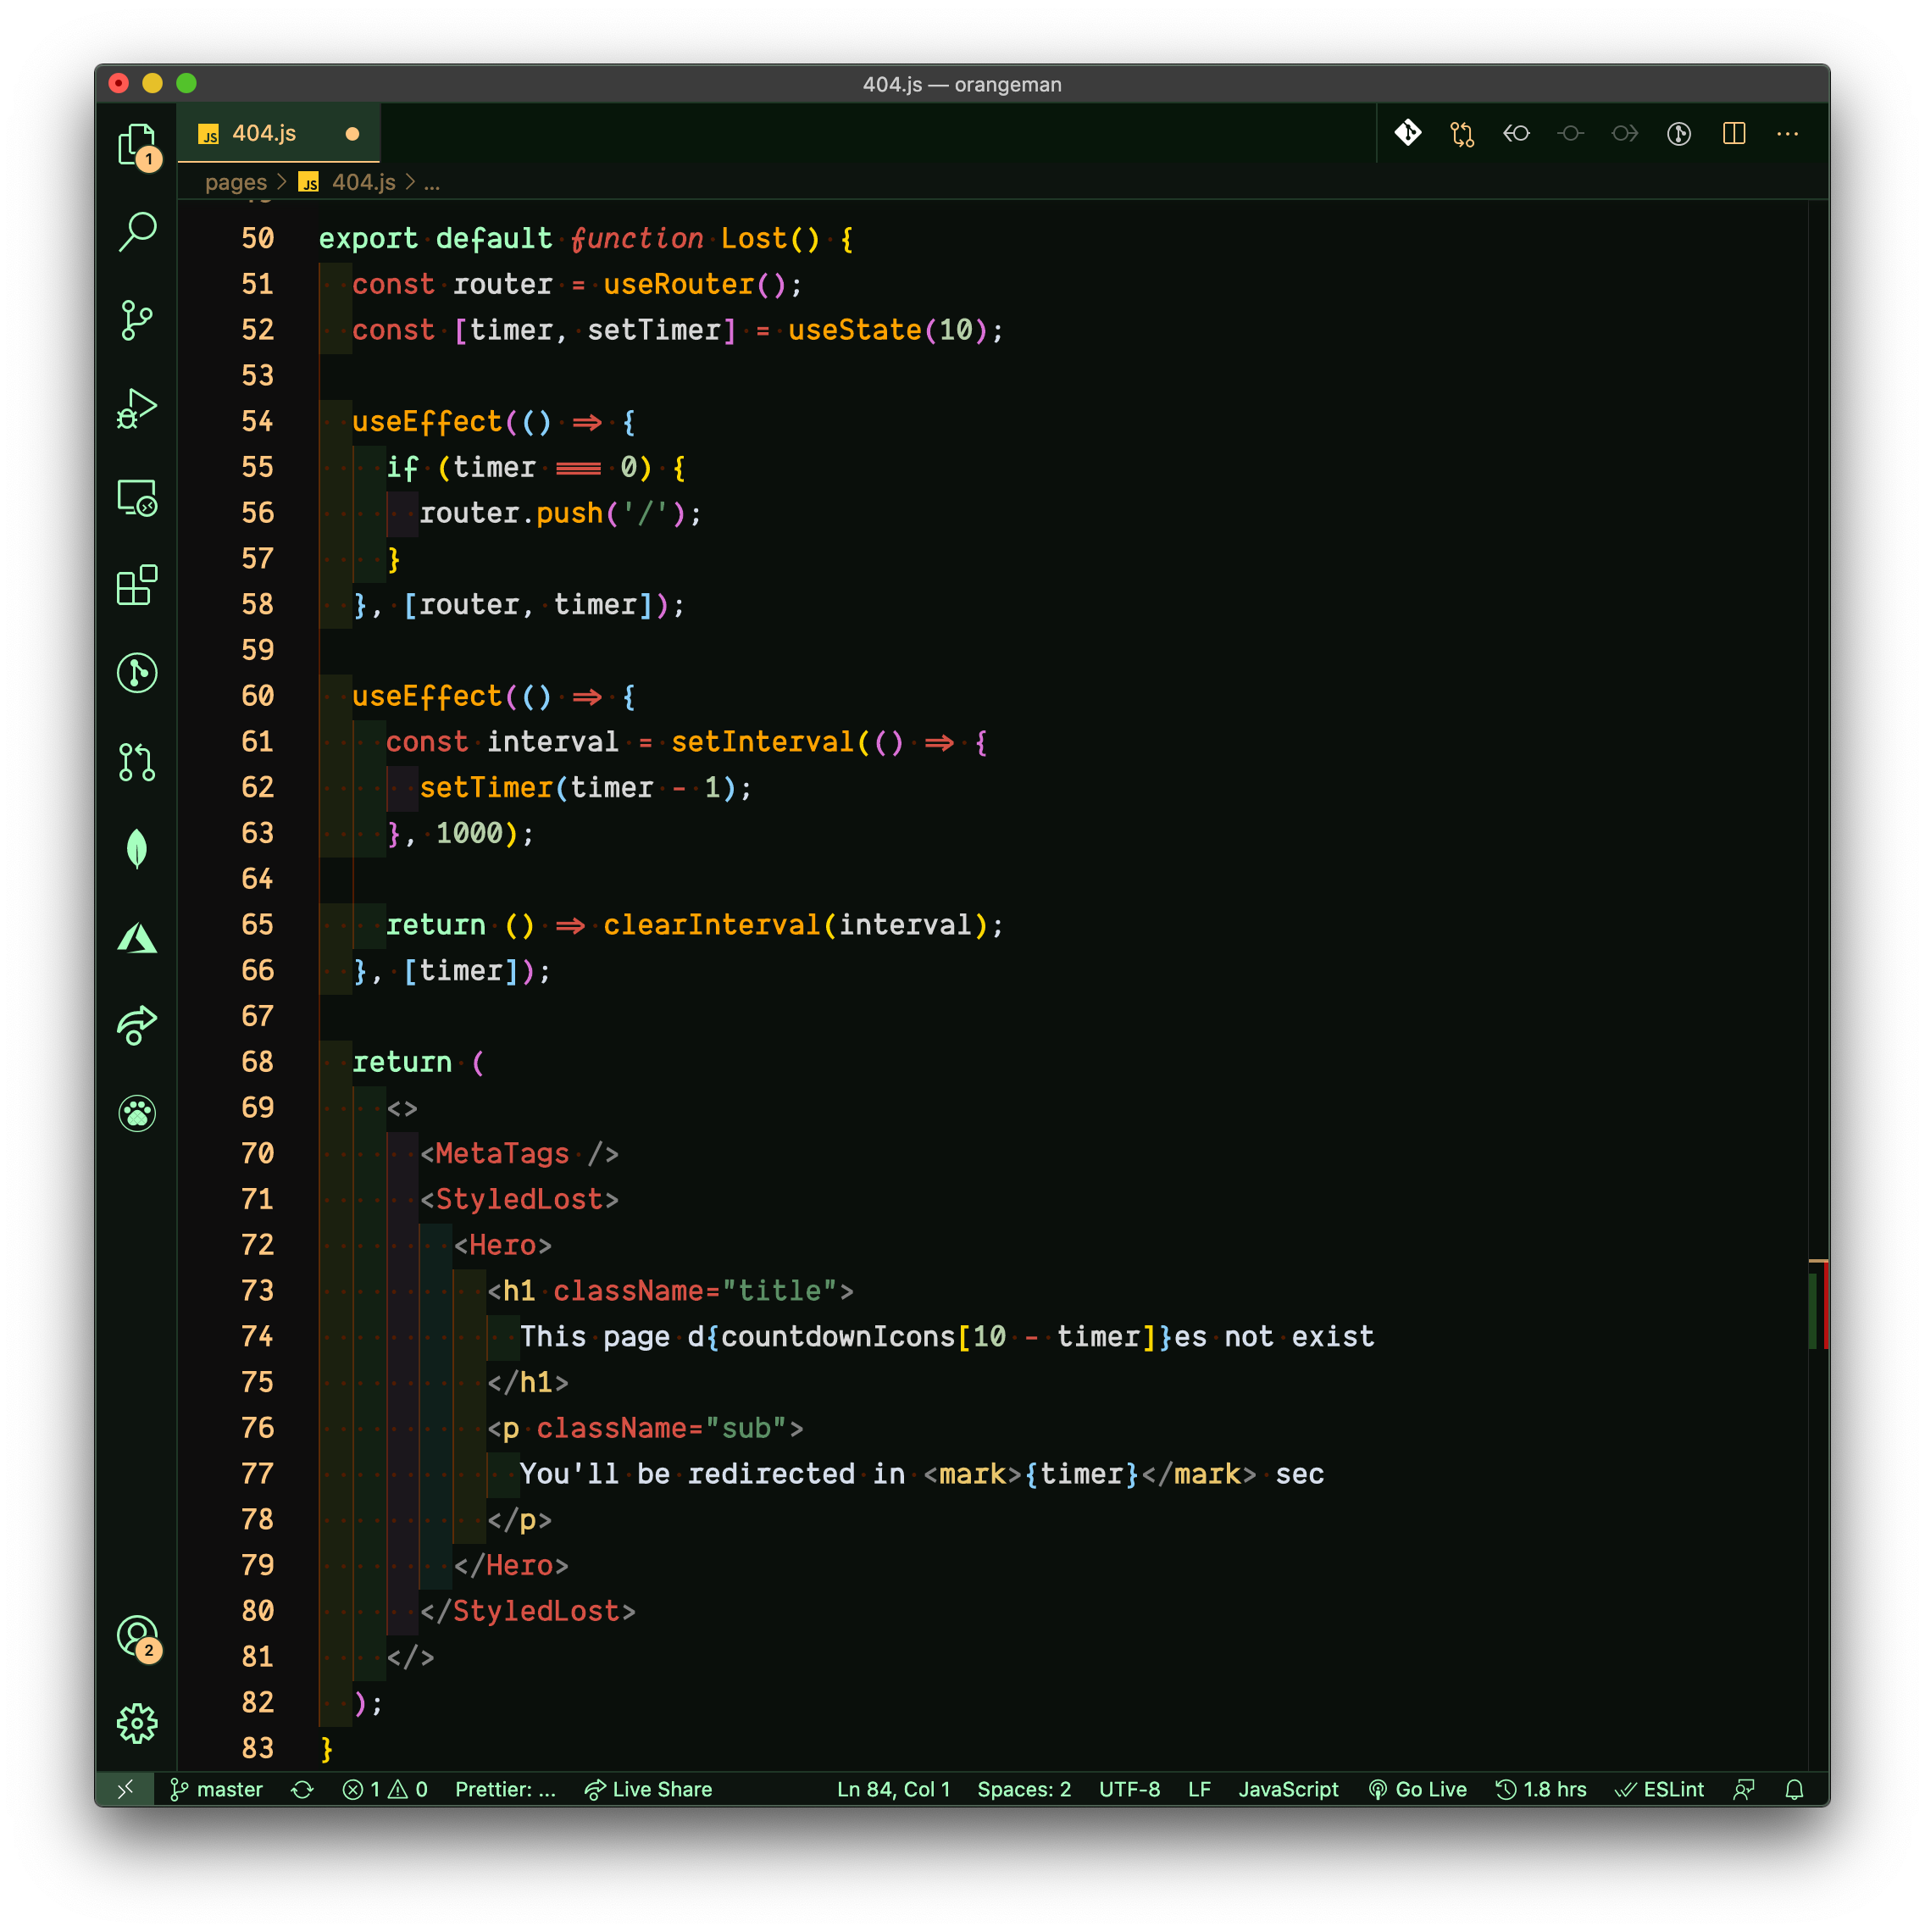 404.js — orangeman
JS 404.js
1
pages > JS 404.js > ...
50 export default function Lost() {
51 const router = useRouter();
52 const [timer, setTimer] = useState(10);
53
54 useEffect(() => {
55 if (timer === 0) {
56 router.push('/');
57 }
58 }, [router, timer]);
59
60 useEffect(() => {
61 const interval = setInterval(() => {
62 setTimer(timer - 1);
63 }, 1000);
64
65 return () => clearInterval(interval);
66 }, [timer]);
67
68 return (
69 <>
70 <MetaTags />
71 <StyledLost>
72 <Hero>
73 <h1 className="title">
74 This page d{countdownIcons[10 - timer]}es not exist
75 </h1>
76 <p className="sub">
77 You'll be redirected in <mark>{timer}</mark> sec
78 </p>
79 </Hero>
80 </StyledLost>
81 </>
82 );
83 }
2
master 1 0 Prettier: ... Live Share Ln 84, Col 1 Spaces: 2 UTF-8 LF JavaScript Go Live 1.8 hrs ESLint